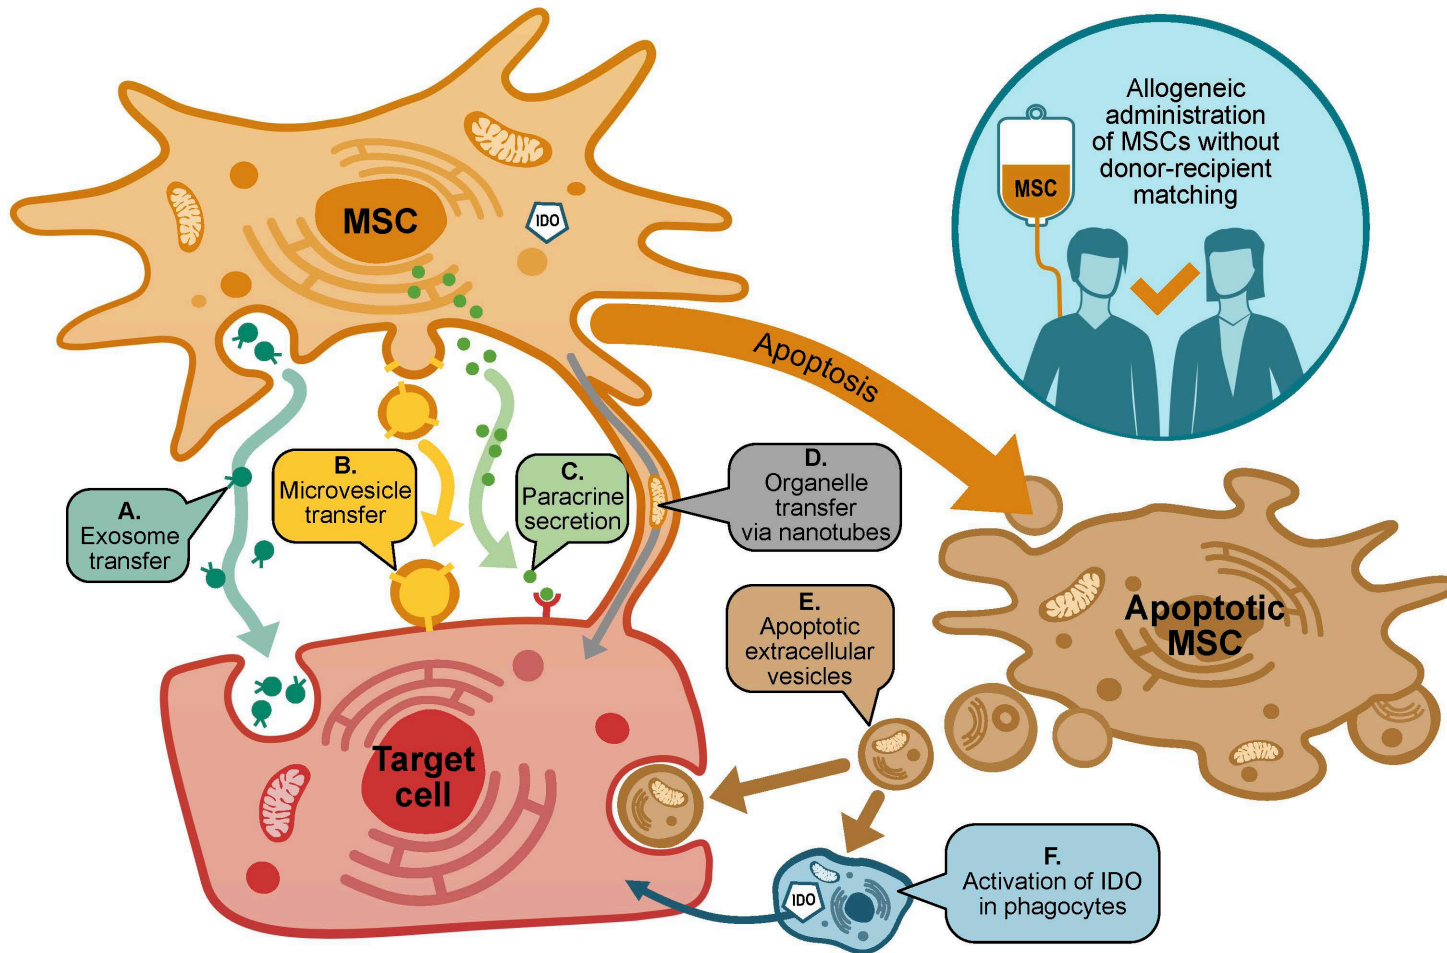 Allogeneic
administration
of MSCs without
donor-recipient
matching
MSC
MSC
IDO
Apoptosis
A.
Exosome
transfer
B.
Microvesicle
transfer
C.
Paracrine
secretion
D.
Organelle
transfer
via nanotubes
E.
Apoptotic
extracellular
vesicles
Apoptotic
MSC
Target
cell
F.
Activation of IDO
in phagocytes
IDO